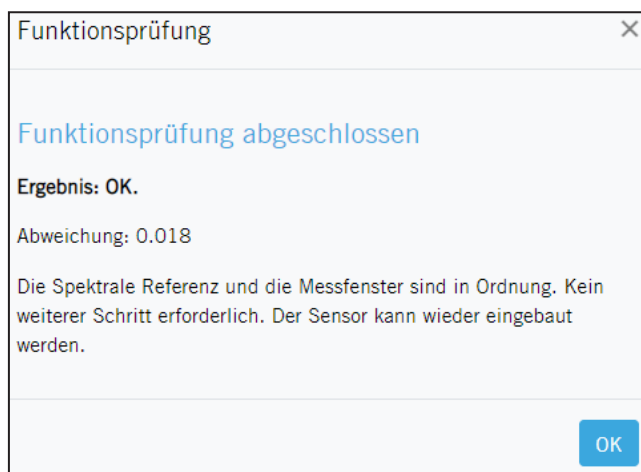 Funktionsprüfung
Funktionsprüfung abgeschlossen
Ergebnis: OK.
Abweichung: 0.018
Die Spektrale Referenz und die Messfenster sind in Ordnung. Kein
weiterer Schritt erforderlich. Der Sensor kann wieder eingebaut
werden.
OK